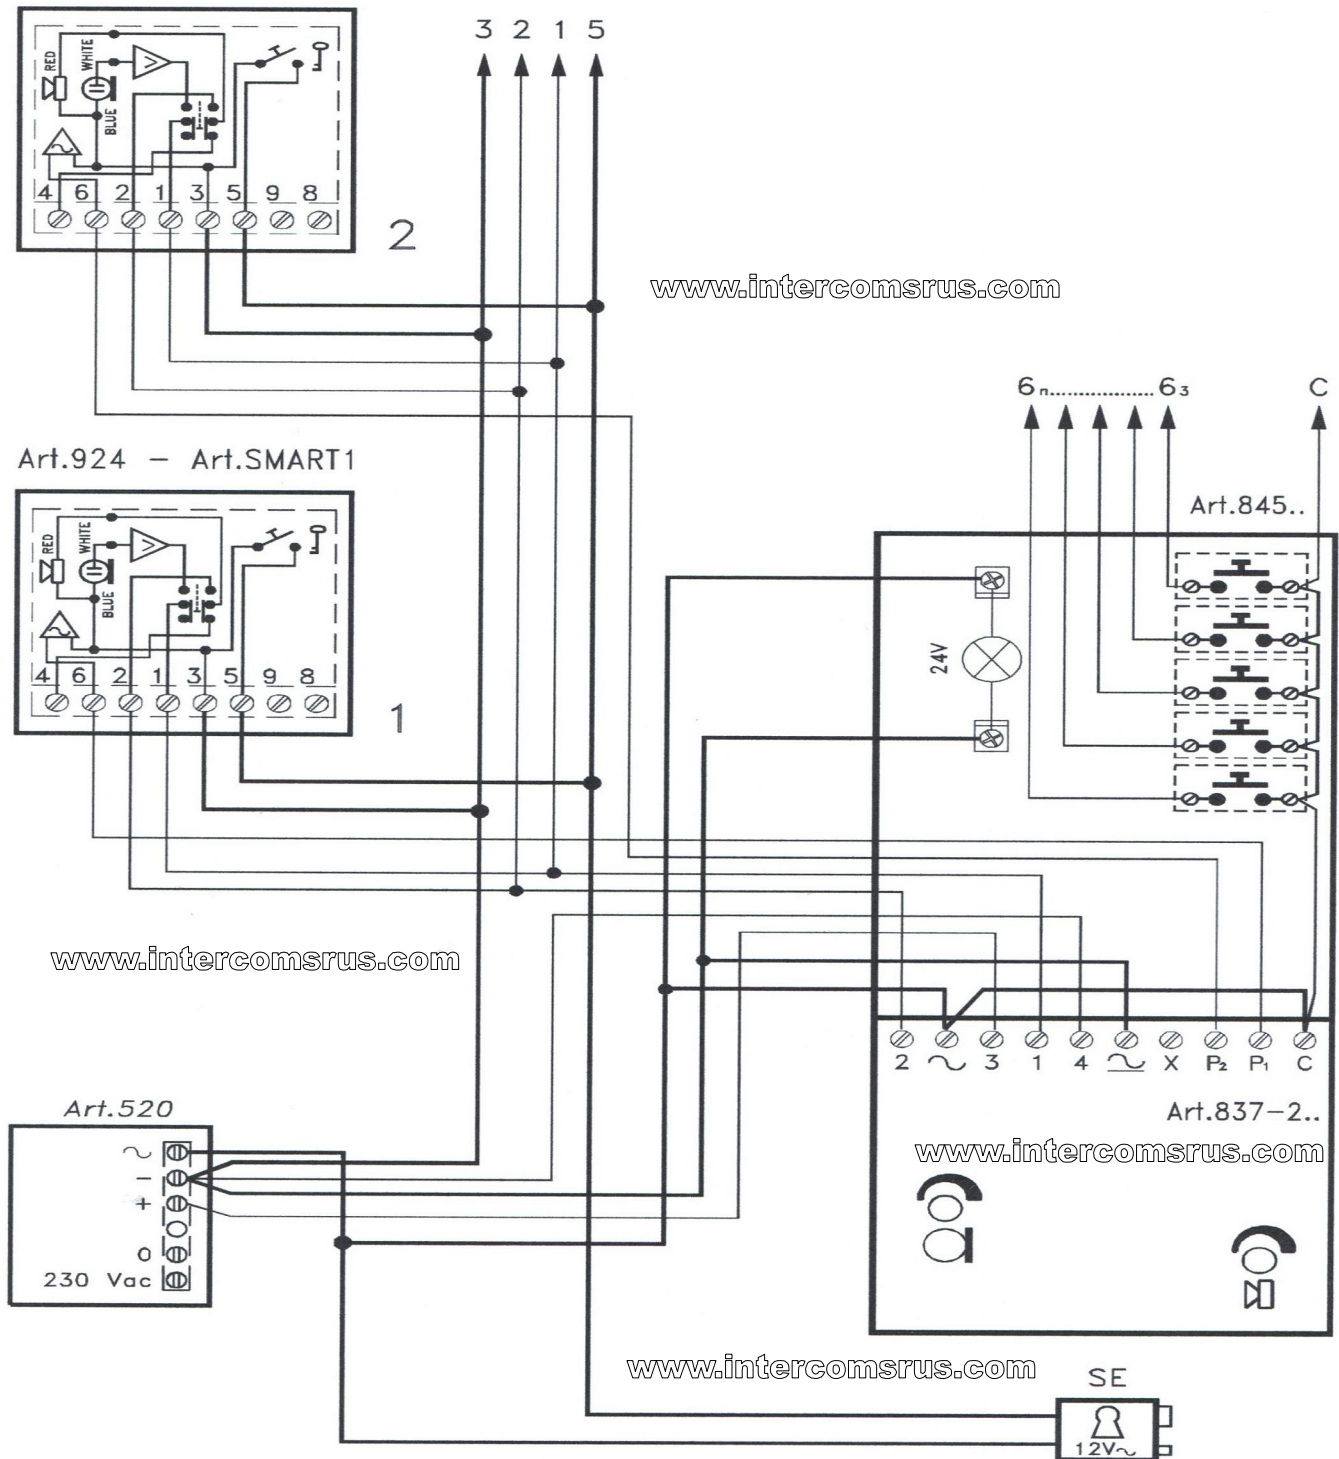 3 2 1 5
RED
WHITE
BLUE
4 6 2 1 3 5 9 8
2
www.intercomsrus.com
6n..................63
C
Art.924 - Art.SMART1
Art.845..
RED
WHITE
BLUE
24V
4 6 2 1 3 5 9 8
1
www.intercomsrus.com
2 ~ 3 1 4 ~ X P2 P1 C
Art.520
Art.837-2..
www.intercomsrus.com
~
-
+
0
230 Vac
www.intercomsrus.com
SE
12V~